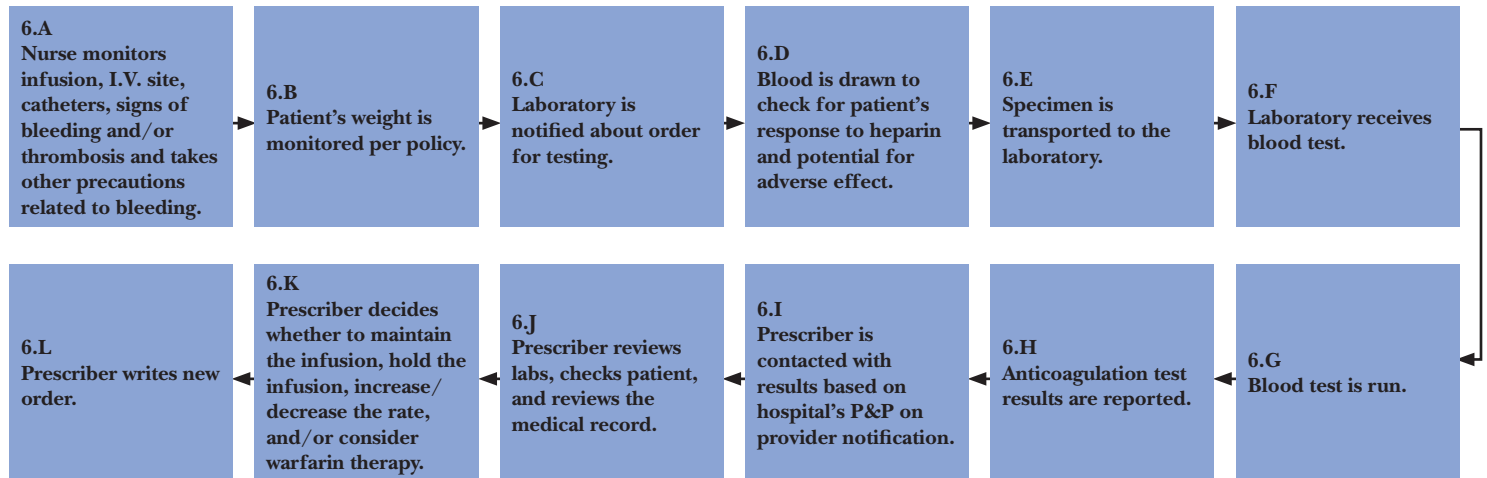 6.A
Nurse monitors
infusion, I.V. site,
catheters, signs of
bleeding and/or
thrombosis and takes
other precautions
related to bleeding.
6.B
Patient's weight is
monitored per policy.
6.C
Laboratory is
notified about order
for testing.
6.D
Blood is drawn to
check for patient's
response to heparin
and potential for
adverse effect.
6.E
Specimen is
transported to the
laboratory.
6.F
Laboratory receives
blood test.
6.G
Blood test is run.
6.H
Anticoagulation test
results are reported.
6.I
Prescriber is
contacted with
results based on
hospital's P&P on
provider notification.
6.J
Prescriber reviews
labs, checks patient,
and reviews the
medical record.
6.K
Prescriber decides
whether to maintain
the infusion, hold the
infusion, increase/
decrease the rate,
and/or consider
warfarin therapy.
6.L
Prescriber writes new
order.